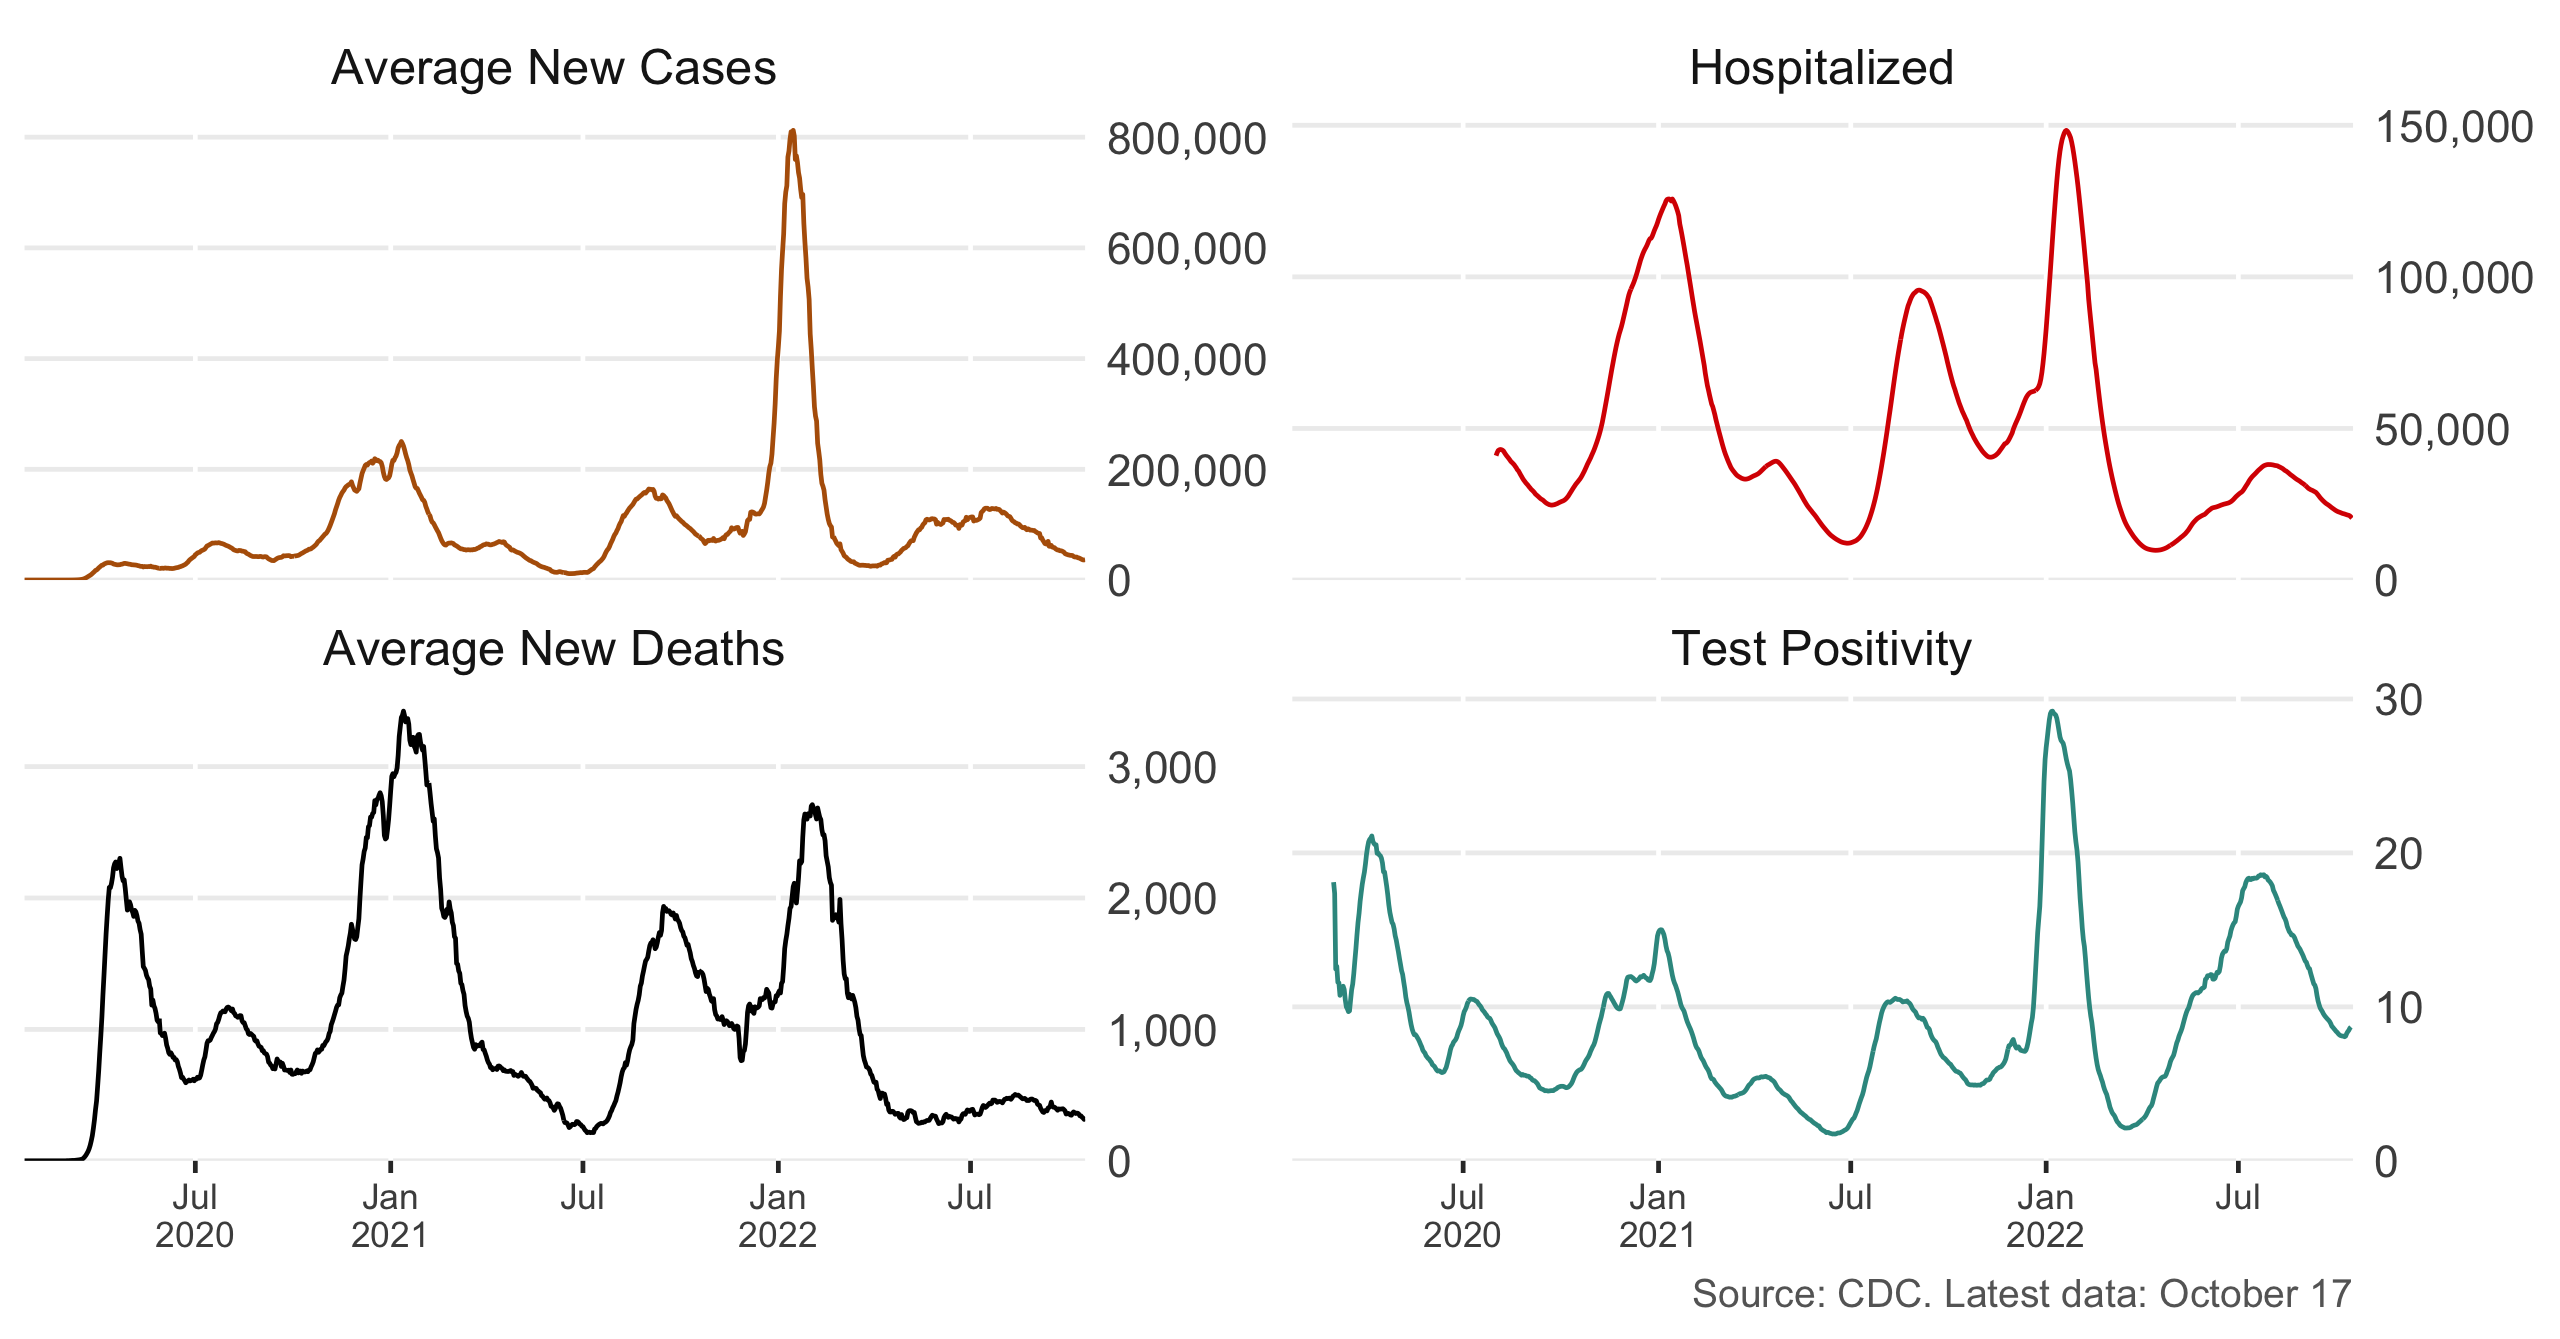 Average New Cases
800,000
600,000
400,000
200,000
0
Hospitalized
150,000
100,000
50,000
0
Average New Deaths
3,000
2,000
1,000
0
Jul
2020
Jan
2021
Jul
Jan
2022
Jul
Test Positivity
30
20
10
0
Jul
2020
Jan
2021
Jul
Jan
2022
Jul
Source: CDC. Latest data: October 17